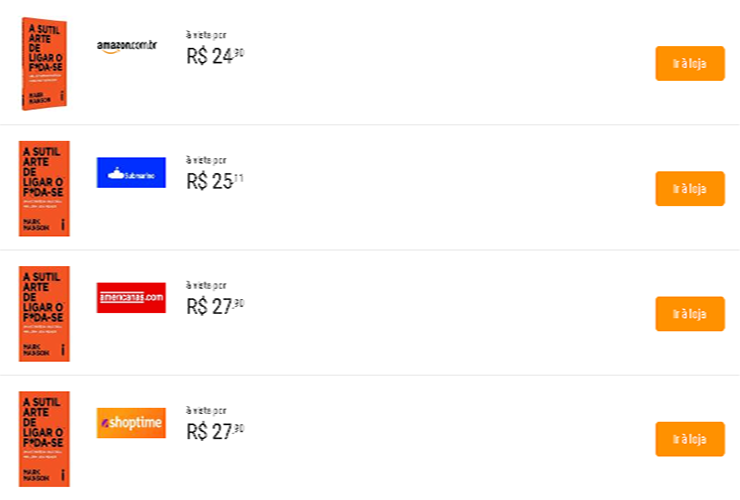 A SUTIL
ARTE
DE
LIGAR O
F*DA-SE
MARK
MANSON
amazon.com.br
à vista por
R$ 24,90
Ir à loja
A SUTIL
ARTE
DE
LIGAR O
F*DA-SE
MARK
MANSON
Submarino
à vista por
R$ 25,11
Ir à loja
A SUTIL
ARTE
DE
LIGAR O
F*DA-SE
MARK
MANSON
americanas.com
à vista por
R$ 27,90
Ir à loja
A SUTIL
ARTE
DE
LIGAR O
F*DA-SE
MARK
MANSON
shoptime
à vista por
R$ 27,90
Ir à loja